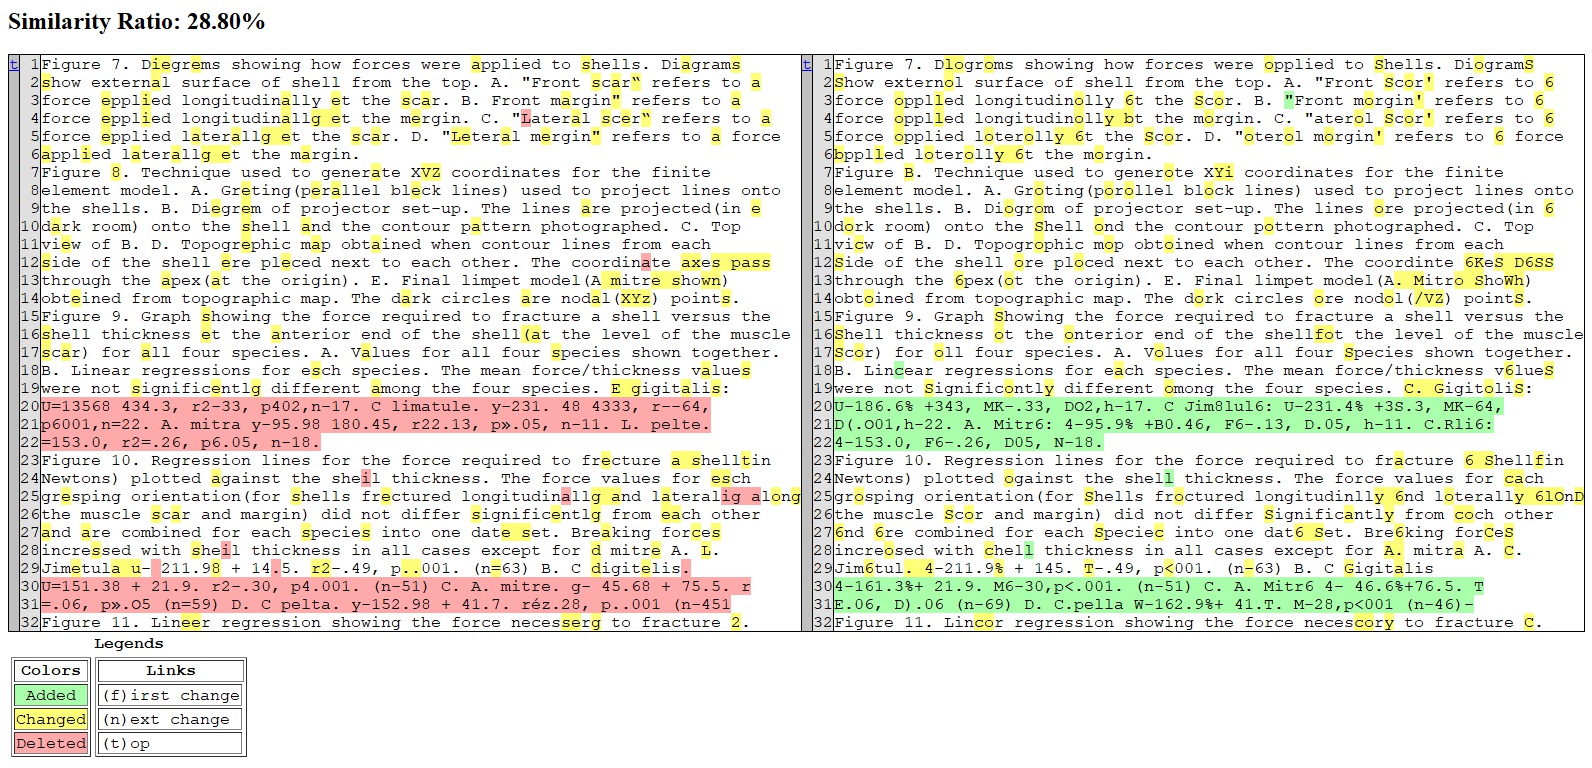 Similarity Ratio: 28.80%
t 1 Figure 7. Diegrems showing how forces were applied to shells. Diagrams
2 show external surface of shell from the top. A. "Front scar“ refers to a
3 force epplied longitudinally et the scar. B. Front margin" refers to a
4 force epplied longitudinallg et the mergin. C. "Lateral scer“ refers to a
5 force epplied laterallg et the scar. D. "Leteral mergin" refers to a force
6 applied laterallg et the margin.
7 Figure 8. Technique used to generate XVZ coordinates for the finite
8 element model. A. Greting(perallel bleck lines) used to project lines onto
9 the shells. B. Diegrem of projector set-up. The lines are projected(in e
10 dark room) onto the shell and the contour pattern photographed. C. Top
11 view of B. D. Topogrephic map obtained when contour lines from each
12 side of the shell ere pleced next to each other. The coordinate axes pass
13 through the apex(at the origin). E. Final limpet model(A mitre shown)
14 obteined from topographic map. The dark circles are nodal(XYz) points.
15 Figure 9. Graph showing the force required to fracture a shell versus the
16 shell thickness et the anterior end of the shell(at the level of the muscle
17 scar) for all four species. A. Values for all four species shown together.
18 B. Linear regressions for esch species. The mean force/thickness values
19 were not significentlg different among the four species. E gigitalis:
20 U=13568 434.3, r2-33, p402,n-17. C limatule. y-231. 48 4333, r--64,
21 p6001,n=22. A. mitra y-95.98 180.45, r22.13, p».05, n-11. L. pelte.
22 =153.0, r2=.26, p6.05, n-18.
23 Figure 10. Regression lines for the force required to frecture a shelltin
24 Newtons) plotted against the sheil thickness. The force values for esch
25 gresping orientation(for shells frectured longitudinallg and lateralig along
26 the muscle scar and margin) did not differ significentlg from each other
27 and are combined for each species into one date set. Breaking forces
28 incressed with sheil thickness in all cases except for d mitre A. L.
29 Jimetula u- 211.98 + 14.5. r2-.49, p..001. (n=63) B. C digitelis.
30 U=151.38 + 21.9. r2-.30, p4.001. (n-51) C. A. mitre. g- 45.68 + 75.5. r
31 =.06, p».O5 (n=59) D. C pelta. y-152.98 + 41.7. réz.28, p..001 (n-451
32 Figure 11. Lineer regression showing the force necesserg to fracture 2.
t 1 Figure 7. Dlogroms showing how forces were opplied to Shells. DiogramS
2 Show externol surface of shell from the top. A. "Front Scor' refers to 6
3 force opplled longitudinolly 6t the Scor. B. "Front morgin' refers to 6
4 force opplled longitudinolly bt the morgin. C. "aterol Scor' refers to 6
5 force opplled loterolly 6t the Scor. D. "oterol morgin' refers to 6 force
6 bpplled loterolly 6t the morgin.
7 Figure B. Technique used to generote XYi coordinates for the finite
8 element model. A. Groting(porollel block lines) used to project lines onto
9 the shells. B. Diogrom of projector set-up. The lines ore projected(in 6
10 dork room) onto the Shell ond the contour pottern photographed. C. Top
11 vicw of B. D. Topogrophic mop obtoined when contour lines from each
12 Side of the shell ore ploced next to each other. The coordinte 6KeS D6SS
13 through the 6pex(ot the origin). E. Final limpet model(A. Mitro ShoWh)
14 obtoined from topographic map. The dork circles ore nodol(/VZ) pointS.
15 Figure 9. Graph Showing the force required to fracture a shell versus the
16 Shell thickness ot the onterior end of the shellfot the level of the muscle
17 Scor) for oll four species. A. Volues for all four Species shown together.
18 B. Lincear regressions for each species. The mean force/thickness v6lueS
19 were not Significontly different omong the four species. C. GigitoliS:
20 U-186.6% +343, MK-.33, DO2,h-17. C Jim8lul6: U-231.4% +3S.3, MK-64,
21 D(.O01,h-22. A. Mitr6: 4-95.9% +B0.46, F6-.13, D.05, h-11. C.Rli6:
22 4-153.0, F6-.26, D05, N-18.
23 Figure 10. Regression lines for the force required to fracture 6 Shellfin
24 Newtons) plotted ogainst the shell thickness. The force values for cach
25 grosping orientation(for Shells froctured longitudinlly 6nd loterally 6lOnD
26 the muscle Scor and margin) did not differ Significantly from coch other
27 6nd 6re combined for each Speciec into one dat6 Set. Bre6king forCeS
28 increosed with chell thickness in all cases except for A. mitra A. C.
29 Jim6tul. 4-211.9% + 145. T-.49, p<001. (n-63) B. C Gigitalis
30 4-161.3%+ 21.9. M6-30,p<.001. (n-51) C. A. Mitr6 4- 46.6%+76.5. T
31 E.06, D).06 (n-69) D. C.pella W-162.9%+ 41.T. M-28,p<001 (n-46)-
32 Figure 11. Lincor regression showing the force necescory to fracture C.
Legends
Colors Links
Added (f)irst change
Changed (n)ext change
Deleted (t)op